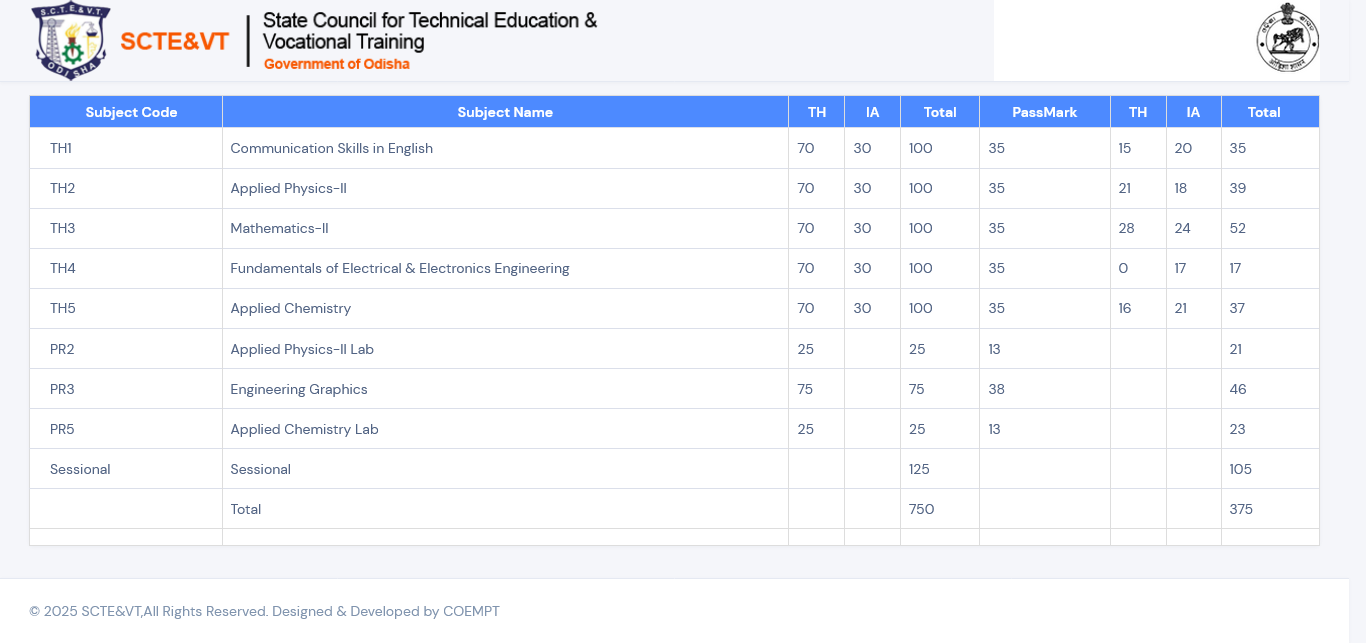 S.C.T.E.&V.T.
ODISHA
SCTE&VT
State Council for Technical Education &
Vocational Training
Government of Odisha
Subject Code Subject Name TH IA Total PassMark TH IA Total
TH1 Communication Skills in English 70 30 100 35 15 20 35
TH2 Applied Physics-II 70 30 100 35 21 18 39
TH3 Mathematics-II 70 30 100 35 28 24 52
TH4 Fundamentals of Electrical & Electronics Engineering 70 30 100 35 0 17 17
TH5 Applied Chemistry 70 30 100 35 16 21 37
PR2 Applied Physics-II Lab 25 25 13 21
PR3 Engineering Graphics 75 75 38 46
PR5 Applied Chemistry Lab 25 25 13 23
Sessional Sessional 125 105
Total 750 375
© 2025 SCTE&VT,All Rights Reserved. Designed & Developed by COEMPT